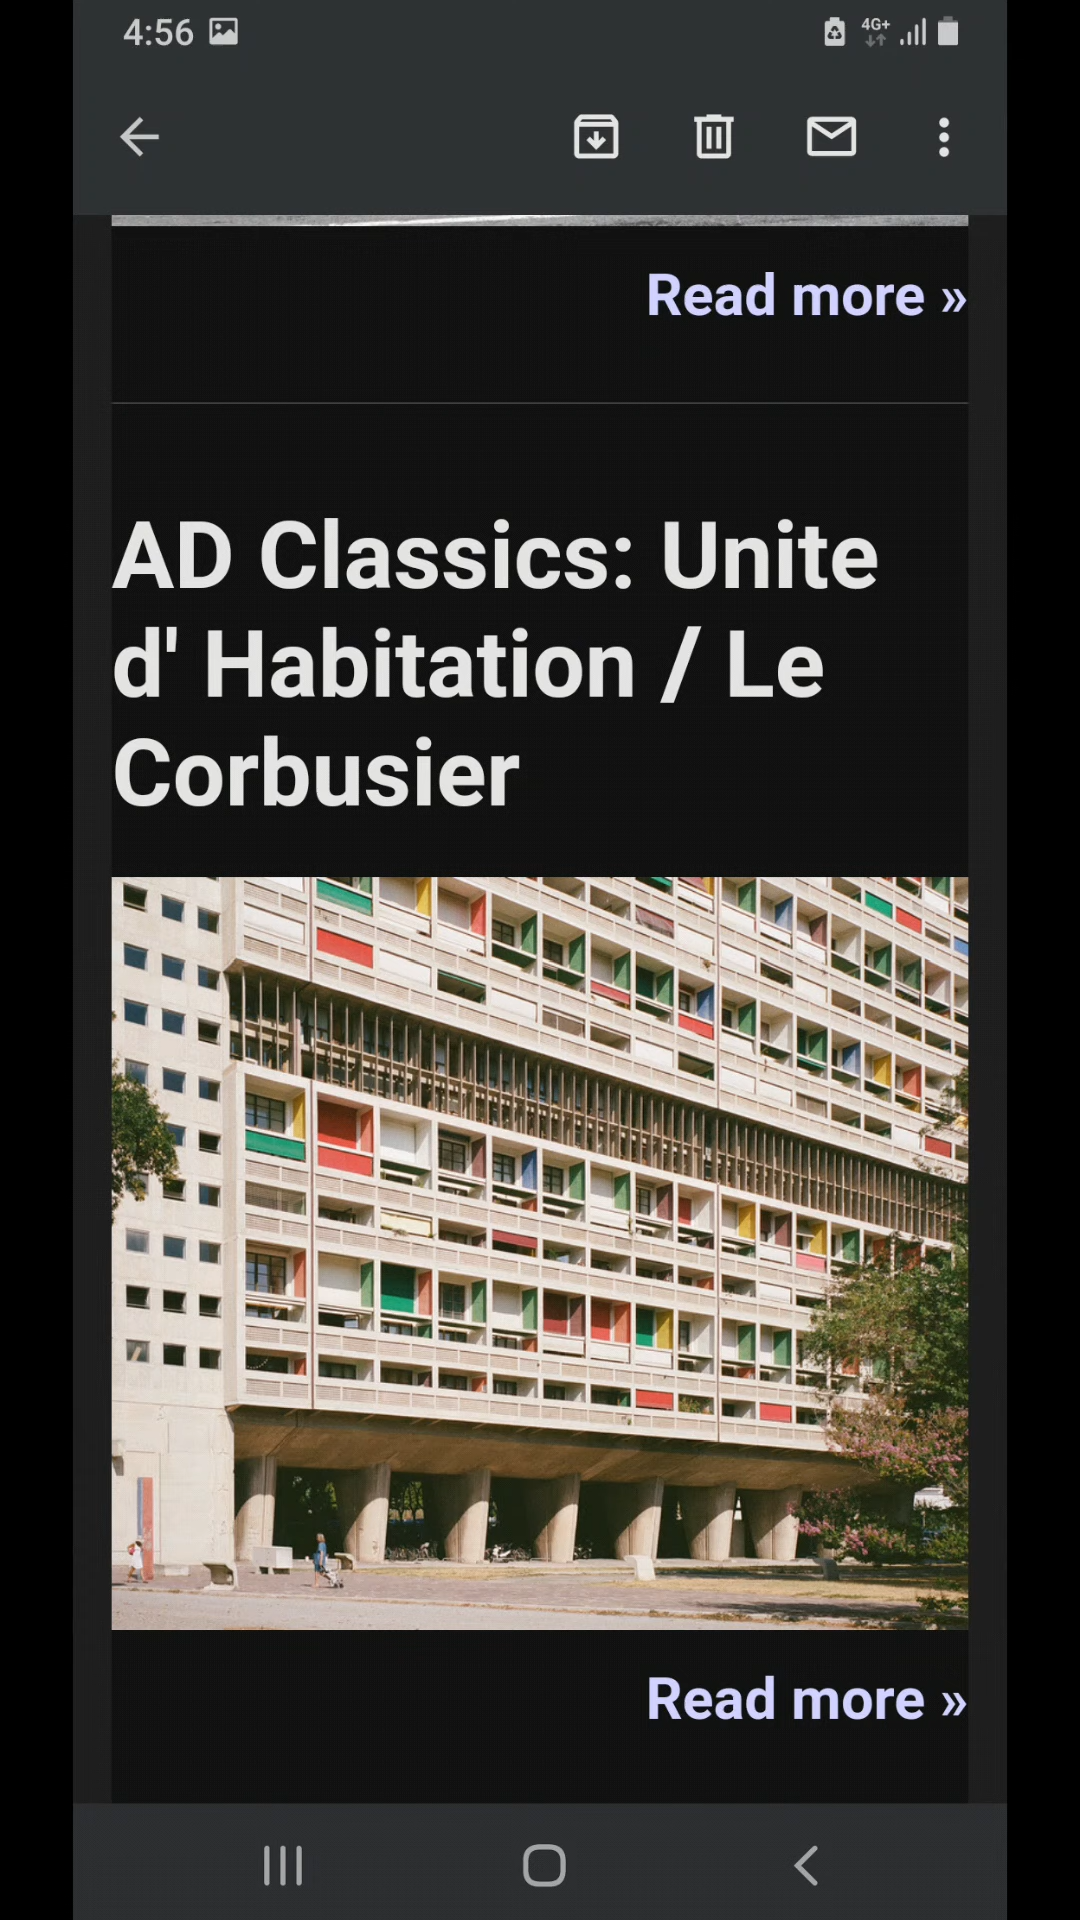 4:56
4G+
Read more »
AD Classics: Unite
d' Habitation / Le
Corbusier
Read more »